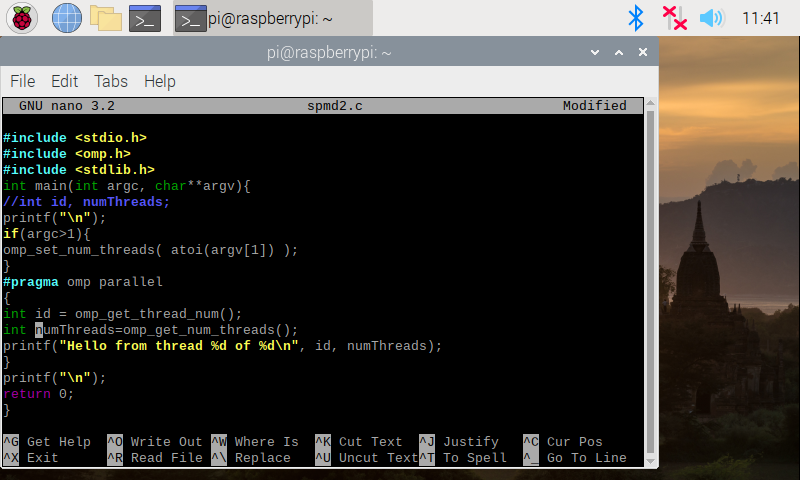 pi@raspberrypi: ~
11:41
pi@raspberrypi: ~
File Edit Tabs Help
GNU nano 3.2 spmd2.c Modified
#include <stdio.h>
#include <omp.h>
#include <stdlib.h>
int main(int argc, char**argv){
//int id, numThreads;
printf("\n");
if(argc>1){
omp_set_num_threads( atoi(argv[1]) );
}
#pragma omp parallel
{
int id = omp_get_thread_num();
int numThreads=omp_get_num_threads();
printf("Hello from thread %d of %d\n", id, numThreads);
}
printf("\n");
return 0;
}
^G Get Help ^O Write Out ^W Where Is ^K Cut Text ^J Justify ^C Cur Pos
^X Exit ^R Read File ^\ Replace ^U Uncut Text ^T To Spell ^_ Go To Line